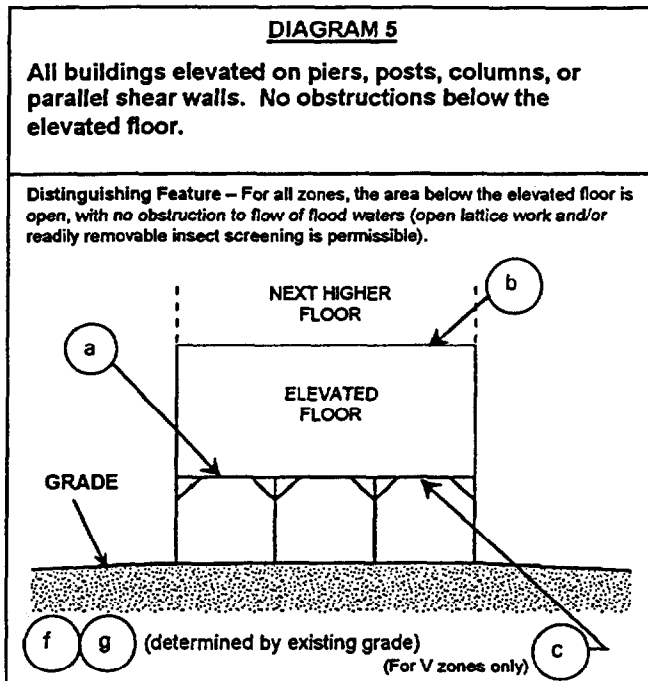 DIAGRAM 5
All buildings elevated on piers, posts, columns, or
parallel shear walls. No obstructions below the
elevated floor.
Distinguishing Feature – For all zones, the area below the elevated floor is
open, with no obstruction to flow of flood waters (open lattice work and/or
readily removable insect screening is permissible).
NEXT HIGHER
FLOOR
b
a
ELEVATED
FLOOR
GRADE
f g (determined by existing grade)
(For V zones only) c